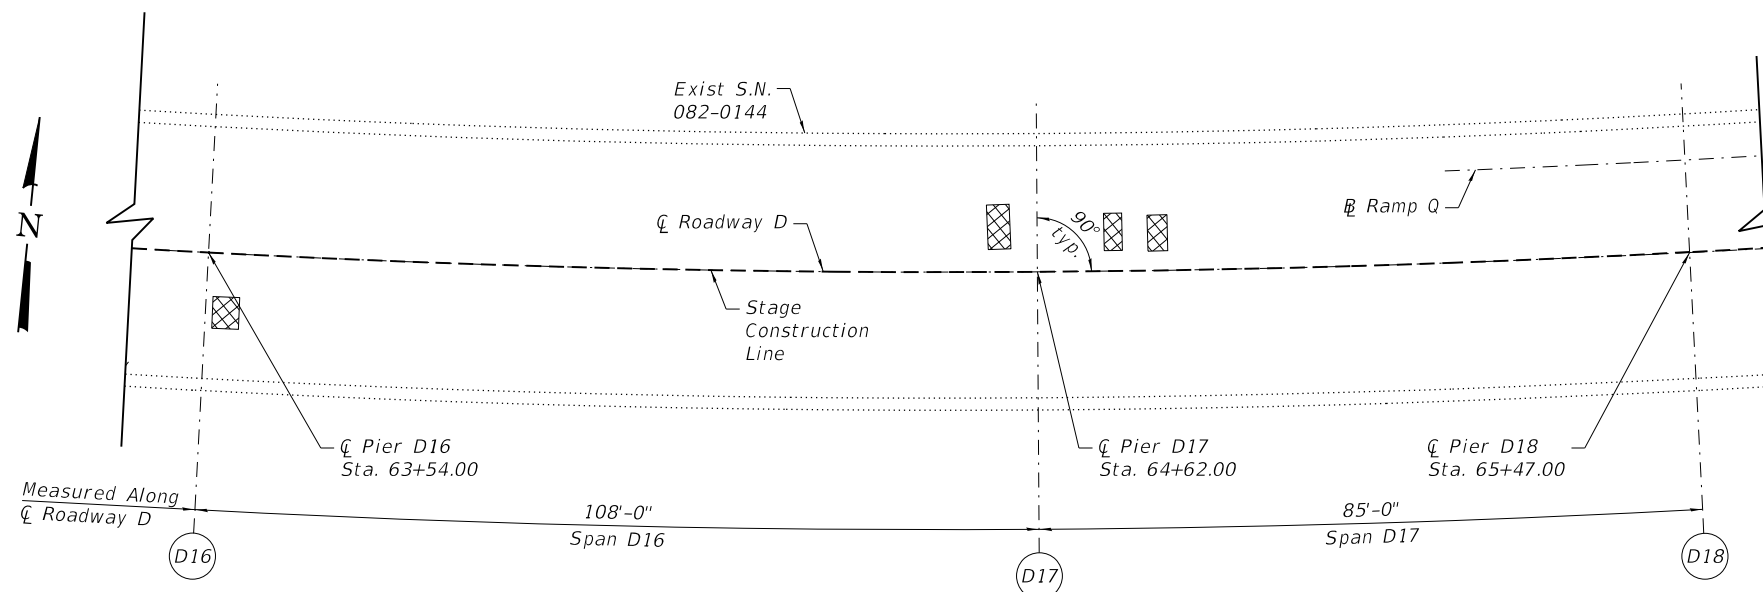 Exist S.N.
082-0144
N
℄ Roadway D
90°
typ.
B Ramp Q
Stage
Construction
Line
℄ Pier D16
Sta. 63+54.00
℄ Pier D17
Sta. 64+62.00
℄ Pier D18
Sta. 65+47.00
Measured Along
℄ Roadway D
108'-0"
Span D16
85'-0"
Span D17
D16
D17
D18